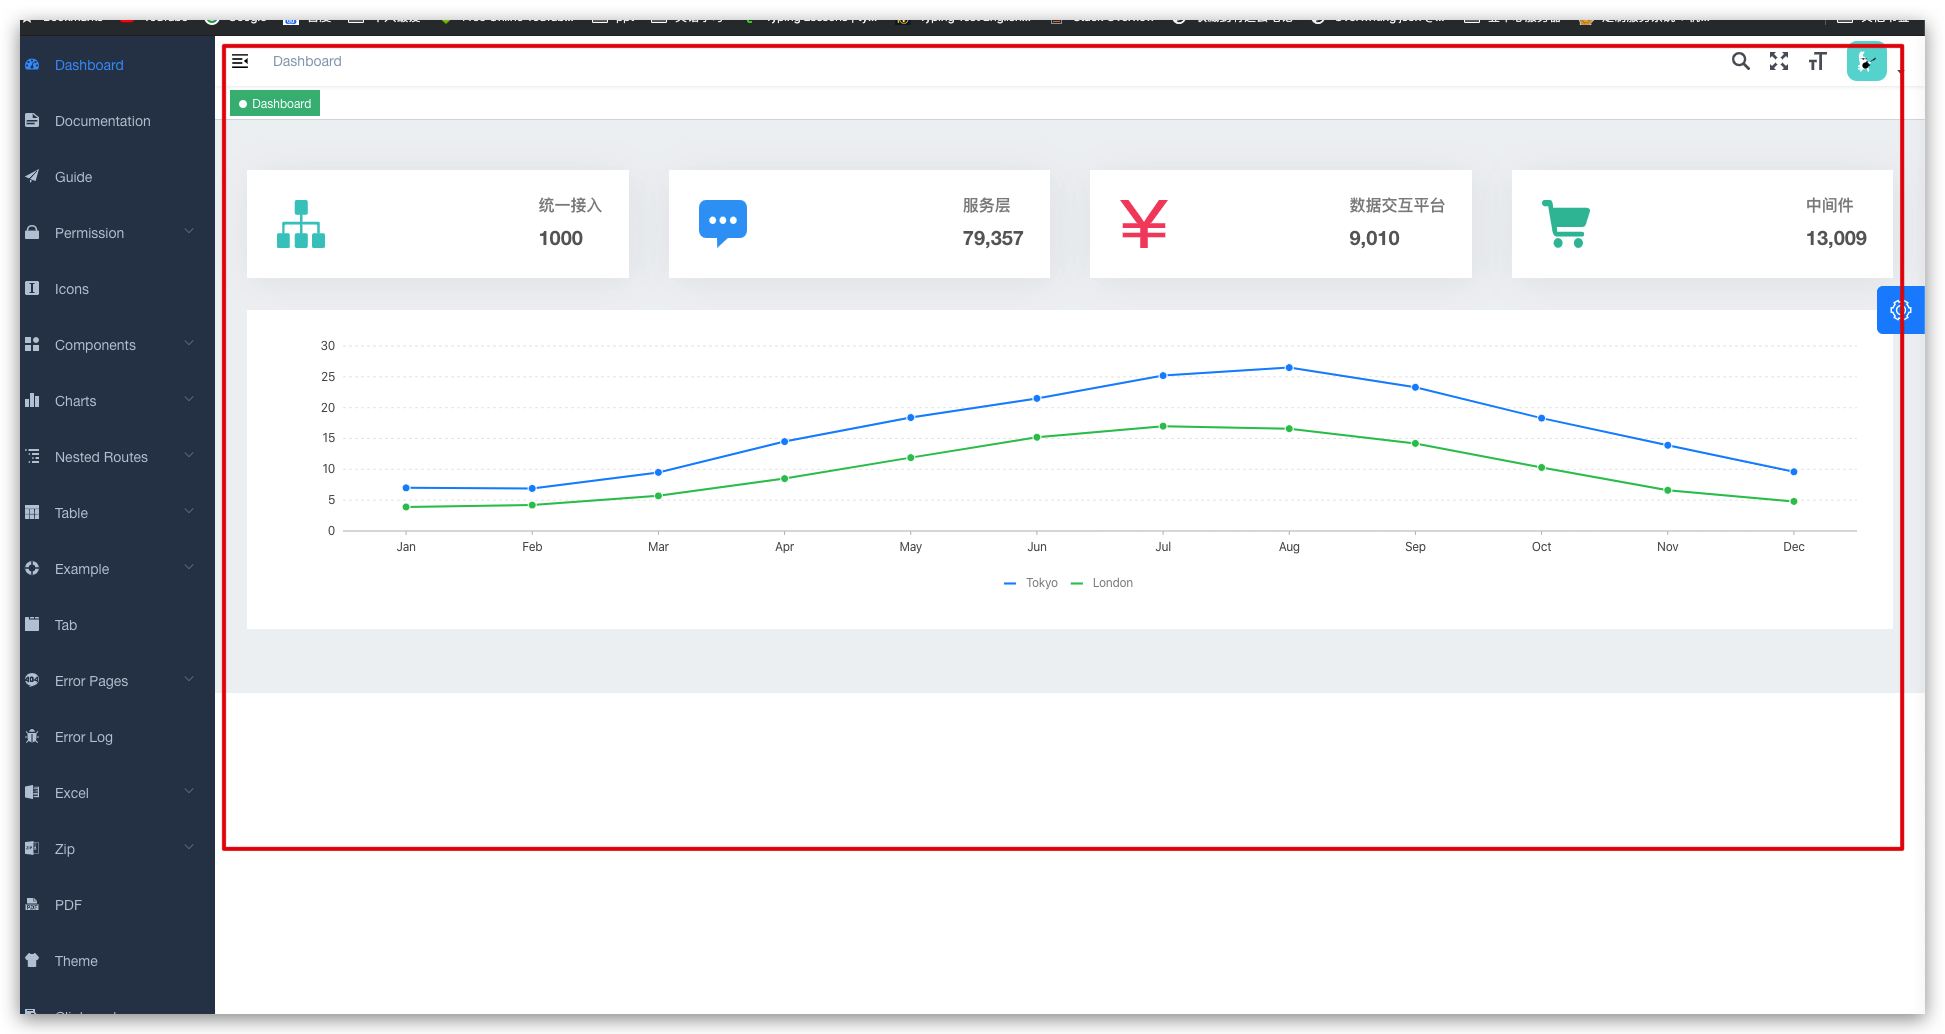 Dashboard
Documentation
Guide
Permission
Icons
Components
Charts
Nested Routes
Table
Example
Tab
Error Pages
Error Log
Excel
Zip
PDF
Theme
Dashboard
Dashboard
统一接入
1000
服务层
79,357
数据交互平台
9,010
中间件
13,009
30
25
20
15
10
5
0
Jan Feb Mar Apr May Jun Jul Aug Sep Oct Nov Dec
Tokyo London